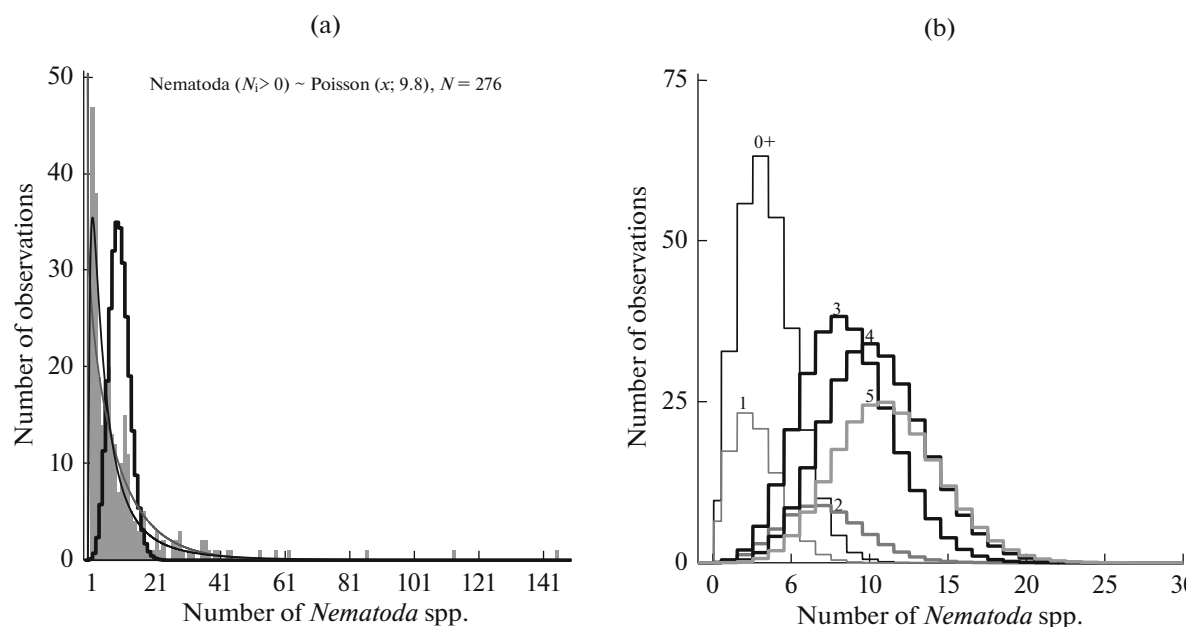 (a)
Nematoda (Ni> 0) ~ Poisson (x; 9.8), N = 276
50
40
30
20
10
0
1 21 41 61 81 101 121 141
Number of observations
Number of Nematoda spp.
(b)
75
50
25
0
0 6 10 15 20 25 30
Number of observations
Number of Nematoda spp.
0+
1
2
3
4
5